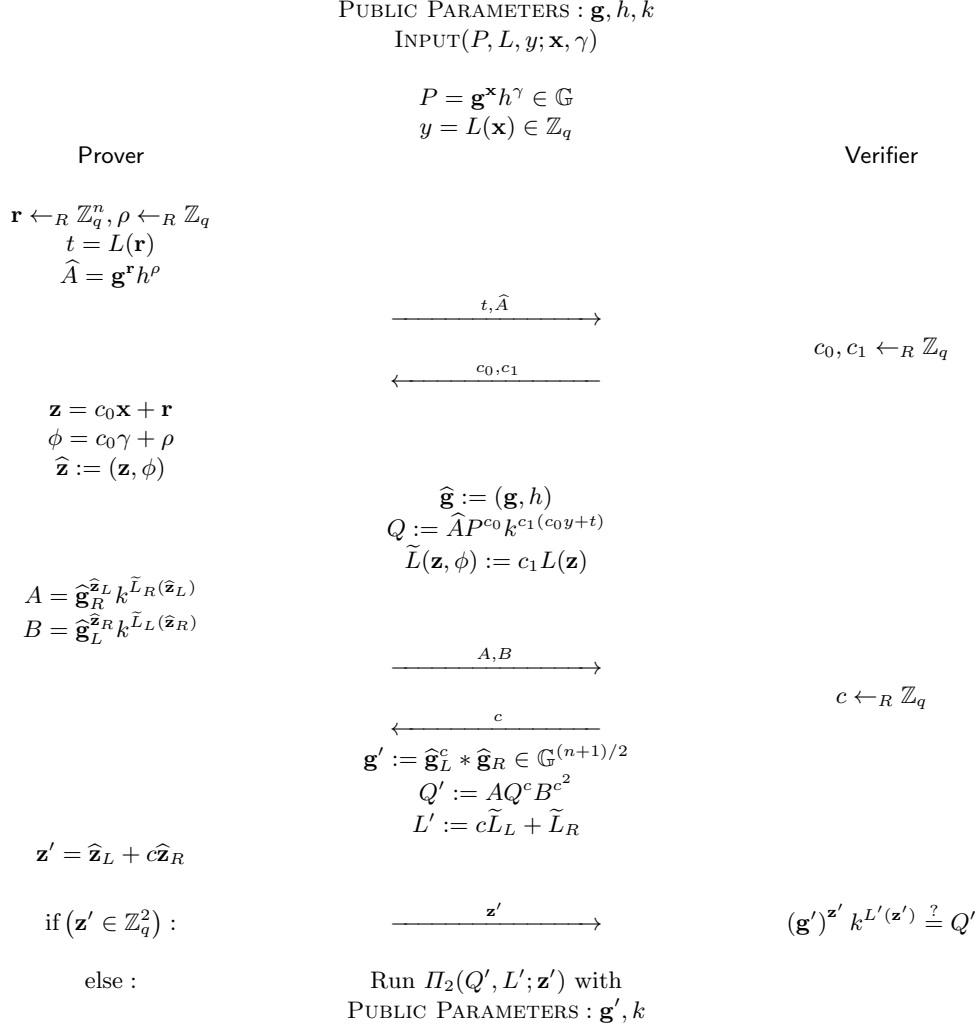 PUBLIC PARAMETERS : 𝐠, h, k
INPUT(P, L, y; 𝐱, γ)
P = 𝐠^𝐱 h^γ ∈ 𝔾
y = L(𝐱) ∈ ℤ_q
Prover Verifier
𝐫 ←_R ℤ_q^n, ρ ←_R ℤ_q
t = L(𝐫)
Â = 𝐠^𝐫 h^ρ
t, Â
c_0, c_1 ←_R ℤ_q
c_0, c_1
𝐳 = c_0𝐱 + 𝐫
ϕ = c_0γ + ρ
𝐳̂ := (𝐳, ϕ)
𝐠̂ := (𝐠, h)
Q := ÂP^{c_0} k^{c_1(c_0y+t)}
L̃(𝐳, ϕ) := c_1L(𝐳)
A = 𝐠̂_R^{𝐳̂_L} k^{L̃_R(𝐳̂_L)}
B = 𝐠̂_L^{𝐳̂_R} k^{L̃_L(𝐳̂_R)}
A, B
c ←_R ℤ_q
c
𝐠′ := 𝐠̂_L^c ∗ 𝐠̂_R ∈ 𝔾^{(n+1)/2}
Q′ := AQ^cB^{c^2}
L′ := cL̃_L + L̃_R
𝐳′ = 𝐳̂_L + c𝐳̂_R
if (𝐳′ ∈ ℤ_q^2) : 𝐳′ (𝐠′)^{𝐳′} k^{L′(𝐳′)} ≟ Q′
else : Run Π_2(Q′, L′; 𝐳′) with
PUBLIC PARAMETERS : 𝐠′, k